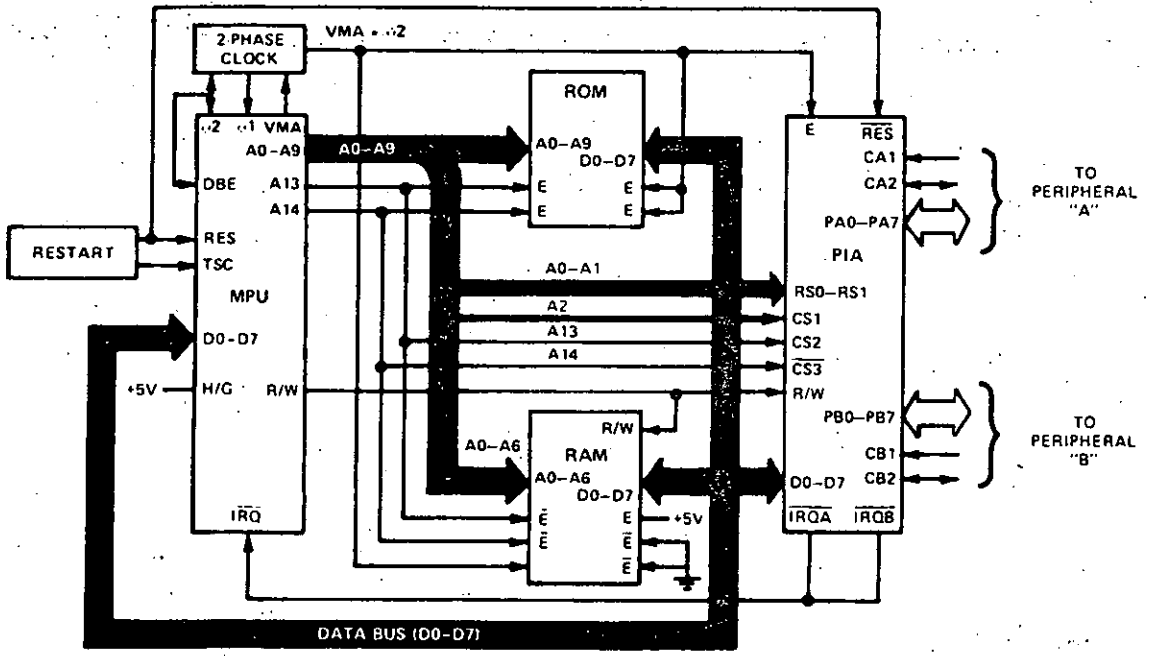 2-PHASE
CLOCK
VMA • φ2
φ2 φ1 VMA
A0–A9
A0–A9
DBE
A13
A14
RESTART
RES
TSC
MPU
D0–D7
+5V
H/G
R/W
IRQ
ROM
A0–A9
D0–D7
E
E
E
E
A0–A1
A2
A13
A14
R/W
RAM
A0–A6
A0–A6
D0–D7
E
+5V
E
E
E
E
E
RES
CA1
CA2
PA0–PA7
PIA
RS0–RS1
CS1
CS2
CS3
R/W
PB0–PB7
CB1
D0–D7
CB2
IRQA
IRQB
TO
PERIPHERAL
"A"
TO
PERIPHERAL
"B"
DATA BUS (D0–D7)